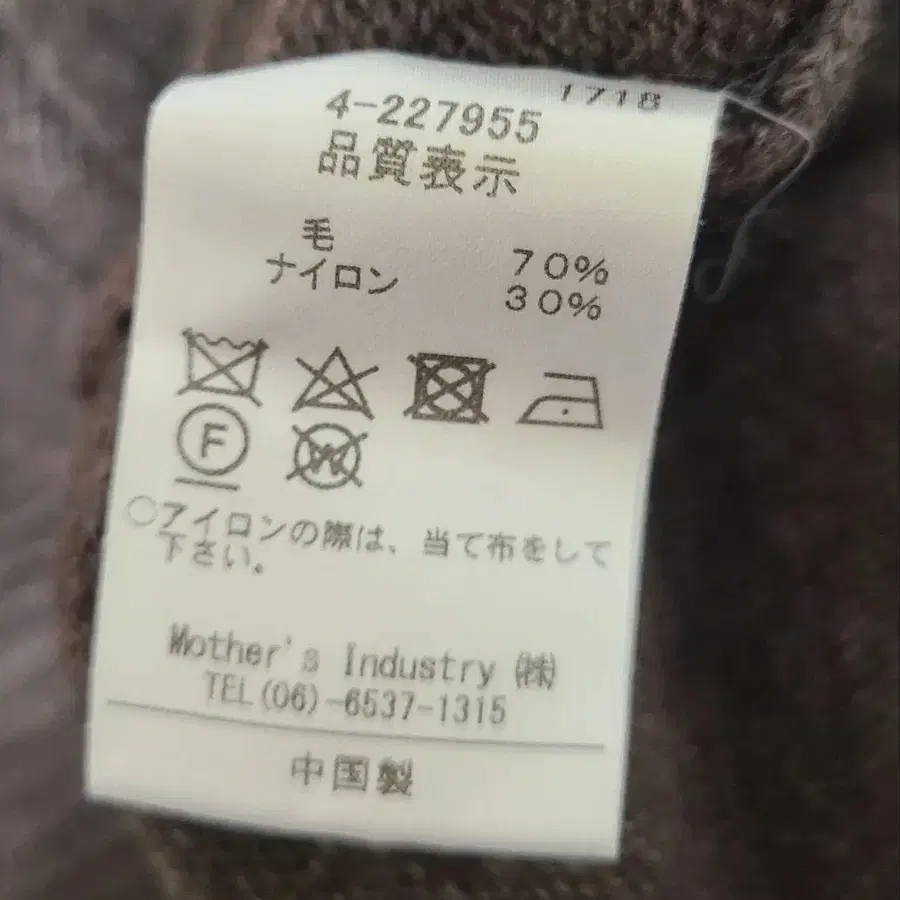 1718
4-227955
品質表示
毛 70%
ナイロン 30%
F
W
○アイロンの際は、当て布をして
下さい。
Mother's Industry ㈱
TEL(06)-6537-1315
中国製